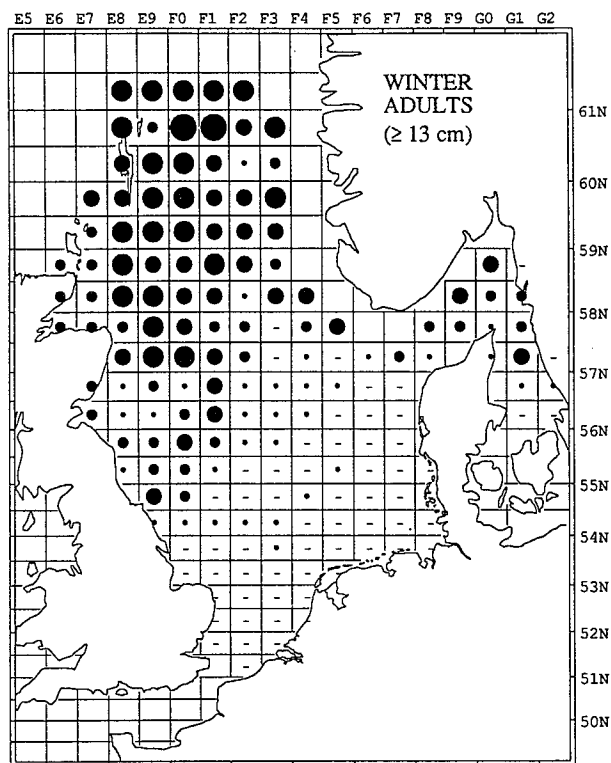 E5 E6 E7 E8 E9 F0 F1 F2 F3 F4 F5 F6 F7 F8 F9 G0 G1 G2
WINTER
ADULTS
(≥ 13 cm)
61N
60N
59N
58N
57N
56N
55N
54N
53N
52N
51N
50N